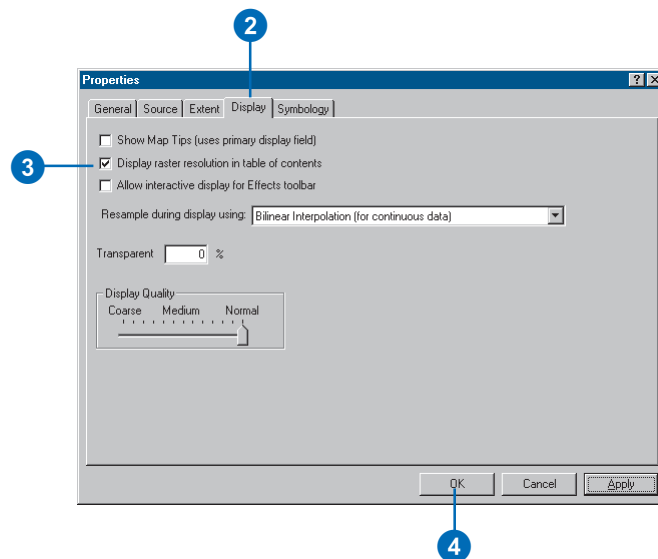 2
Properties
General Source Extent Display Symbology
Show Map Tips (uses primary display field)
3
Display raster resolution in table of contents
Allow interactive display for Effects toolbar
Resample during display using: Bilinear Interpolation (for continuous data)
Transparent 0 %
Display Quality
Coarse Medium Normal
OK Cancel Apply
4